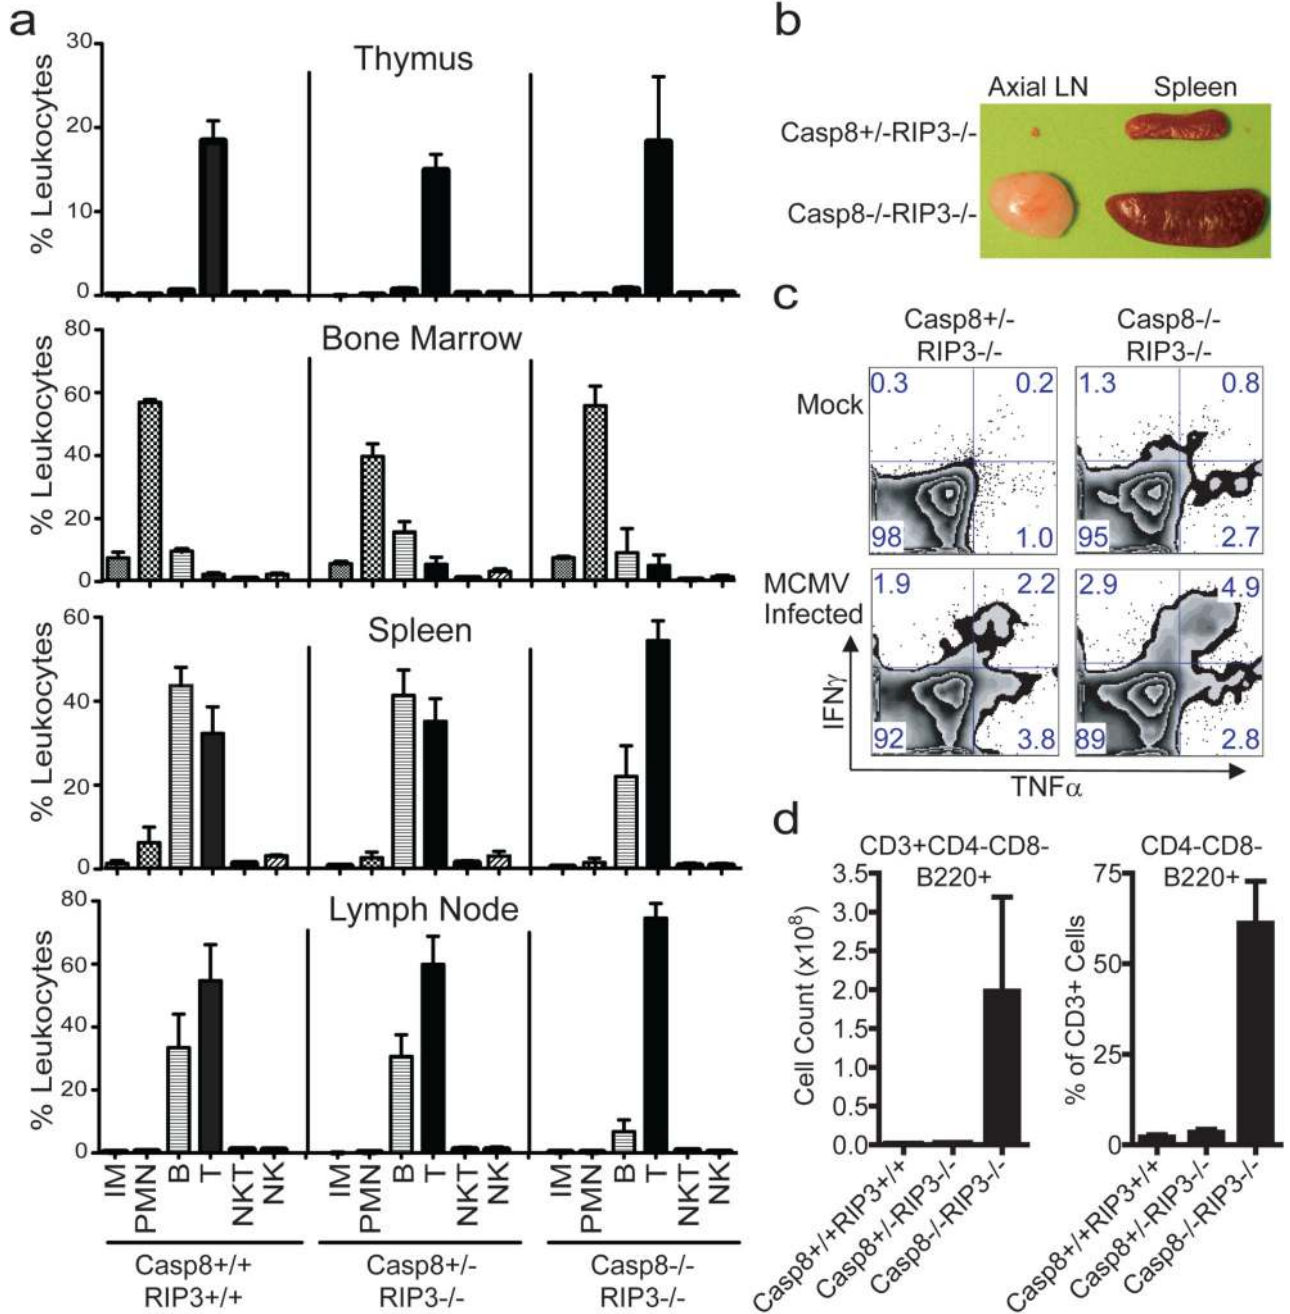 a
30
20
10
0
% Leukocytes
Thymus
80
60
40
20
0
% Leukocytes
Bone Marrow
60
40
20
0
% Leukocytes
Spleen
80
60
40
20
0
% Leukocytes
Lymph Node
IM
PMN
B
T
NKT
NK
IM
PMN
B
T
NKT
NK
IM
PMN
B
T
NKT
NK
Casp8+/+
RIP3+/+
Casp8+/-
RIP3-/-
Casp8-/-
RIP3-/-
b
Axial LN Spleen
Casp8+/-RIP3-/-
Casp8-/-RIP3-/-
c
Casp8+/-
RIP3-/-
Casp8-/-
RIP3-/-
Mock
0.3 0.2
98 1.0
1.3 0.8
95 2.7
MCMV
Infected
1.9 2.2
92 3.8
2.9 4.9
89 2.8
IFNγ
TNFα
d
CD3+CD4-CD8-
B220+
3.5
3.0
2.5
2.0
1.5
1.0
0.5
0.0
Cell Count (x10⁸)
Casp8+/+RIP3+/+
Casp8+/-RIP3-/-
Casp8-/-RIP3-/-
CD4-CD8-
B220+
75
50
25
0
% of CD3+ Cells
Casp8+/+RIP3+/+
Casp8+/-RIP3-/-
Casp8-/-RIP3-/-